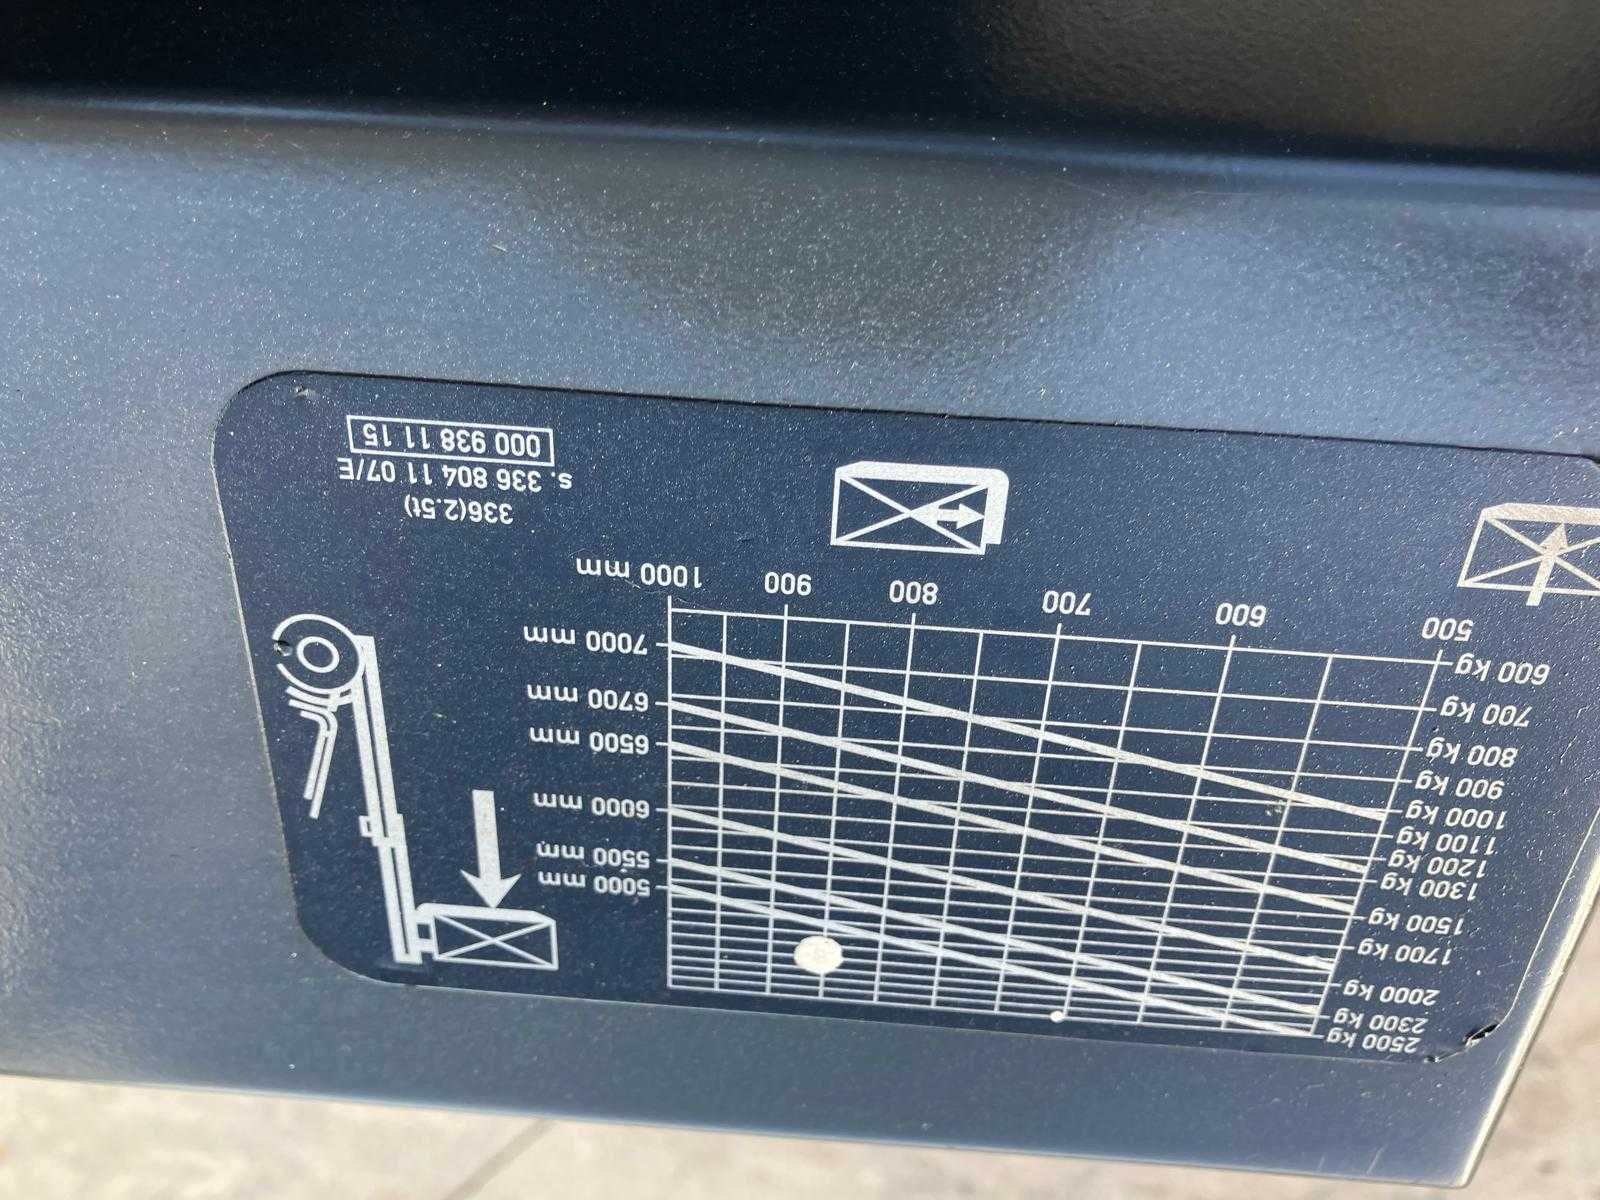 2500 kg
2300 kg
2000 kg
1700 kg
1500 kg
1300 kg
1200 kg
1100 kg
1000 kg
900 kg
800 kg
700 kg
600 kg
5000 mm
5500 mm
6000 mm
6500 mm
6700 mm
7000 mm
500 600 700 800 900 1000 mm
336(2.5t)
s. 336 804 11 07/E
000 938 11 15